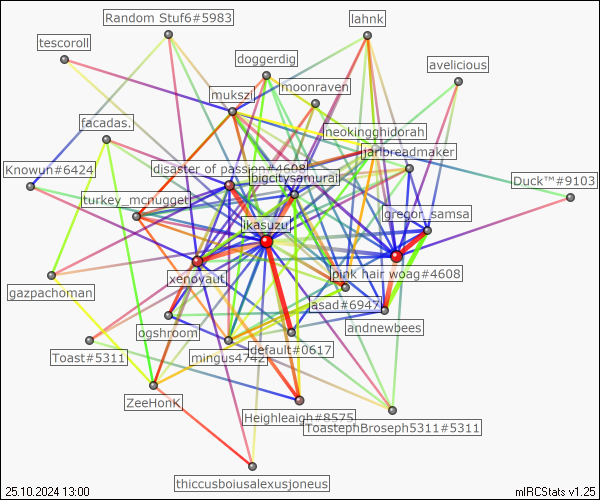 Random Stuf6#5983
lahnk
tescoroll
doggerdig
avelicious
moonraven
mukszi
facadas.
neokingghidorah
jarlbreadmaker
Knowun#6424
disaster of passion#4608
bigcitysamurai
Duck™#9103
turkey_mcnugget
gregor_samsa
ikasuzu
pink hair woag#4608
xenoyaut
gazpachoman
asad#6947
andnewbees
ogshroom
default#0617
Toast#5311
mingus4742
ZeeHonK
Heighleaigh#8575
ToastephBroseph5311#5311
thiccusboiusalexusjoneus
25.10.2024 13:00
mIRCStats v1.25